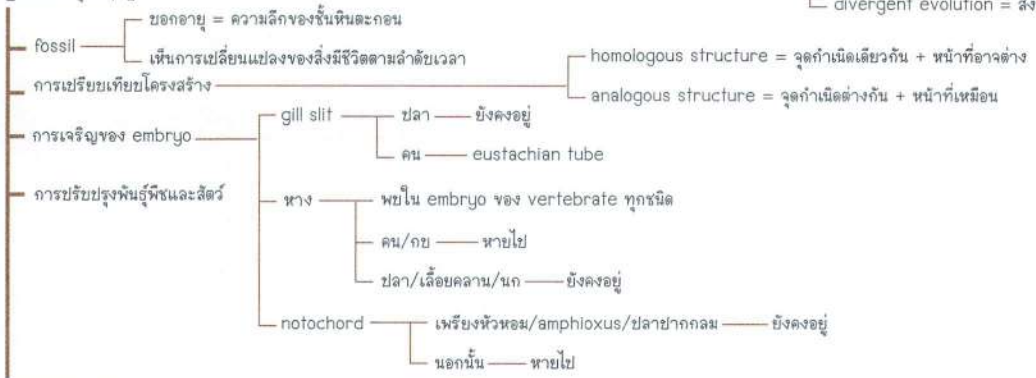 divergent evolution = ส่ง
fossil
บอกอายุ = ความลึกของชั้นหินตะกอน
เห็นการเปลี่ยนแปลงของสิ่งมีชีวิตตามลำดับเวลา
การเปรียบเทียบโครงสร้าง
homologous structure = จุดกำเนิดเดียวกัน + หน้าที่อาจต่าง
analogous structure = จุดกำเนิดต่างกัน + หน้าที่เหมือน
การเจริญของ embryo
gill slit
ปลา
ยังคงอยู่
คน
eustachian tube
หาง
พบใน embryo ของ vertebrate ทุกชนิด
คน/กบ
หายไป
ปลา/เลื้อยคลาน/นก
ยังคงอยู่
notochord
เพรียงหัวหอม/amphioxus/ปลาปากกลม
ยังคงอยู่
นอกนั้น
หายไป
การปรับปรุงพันธุ์พืชและสัตว์